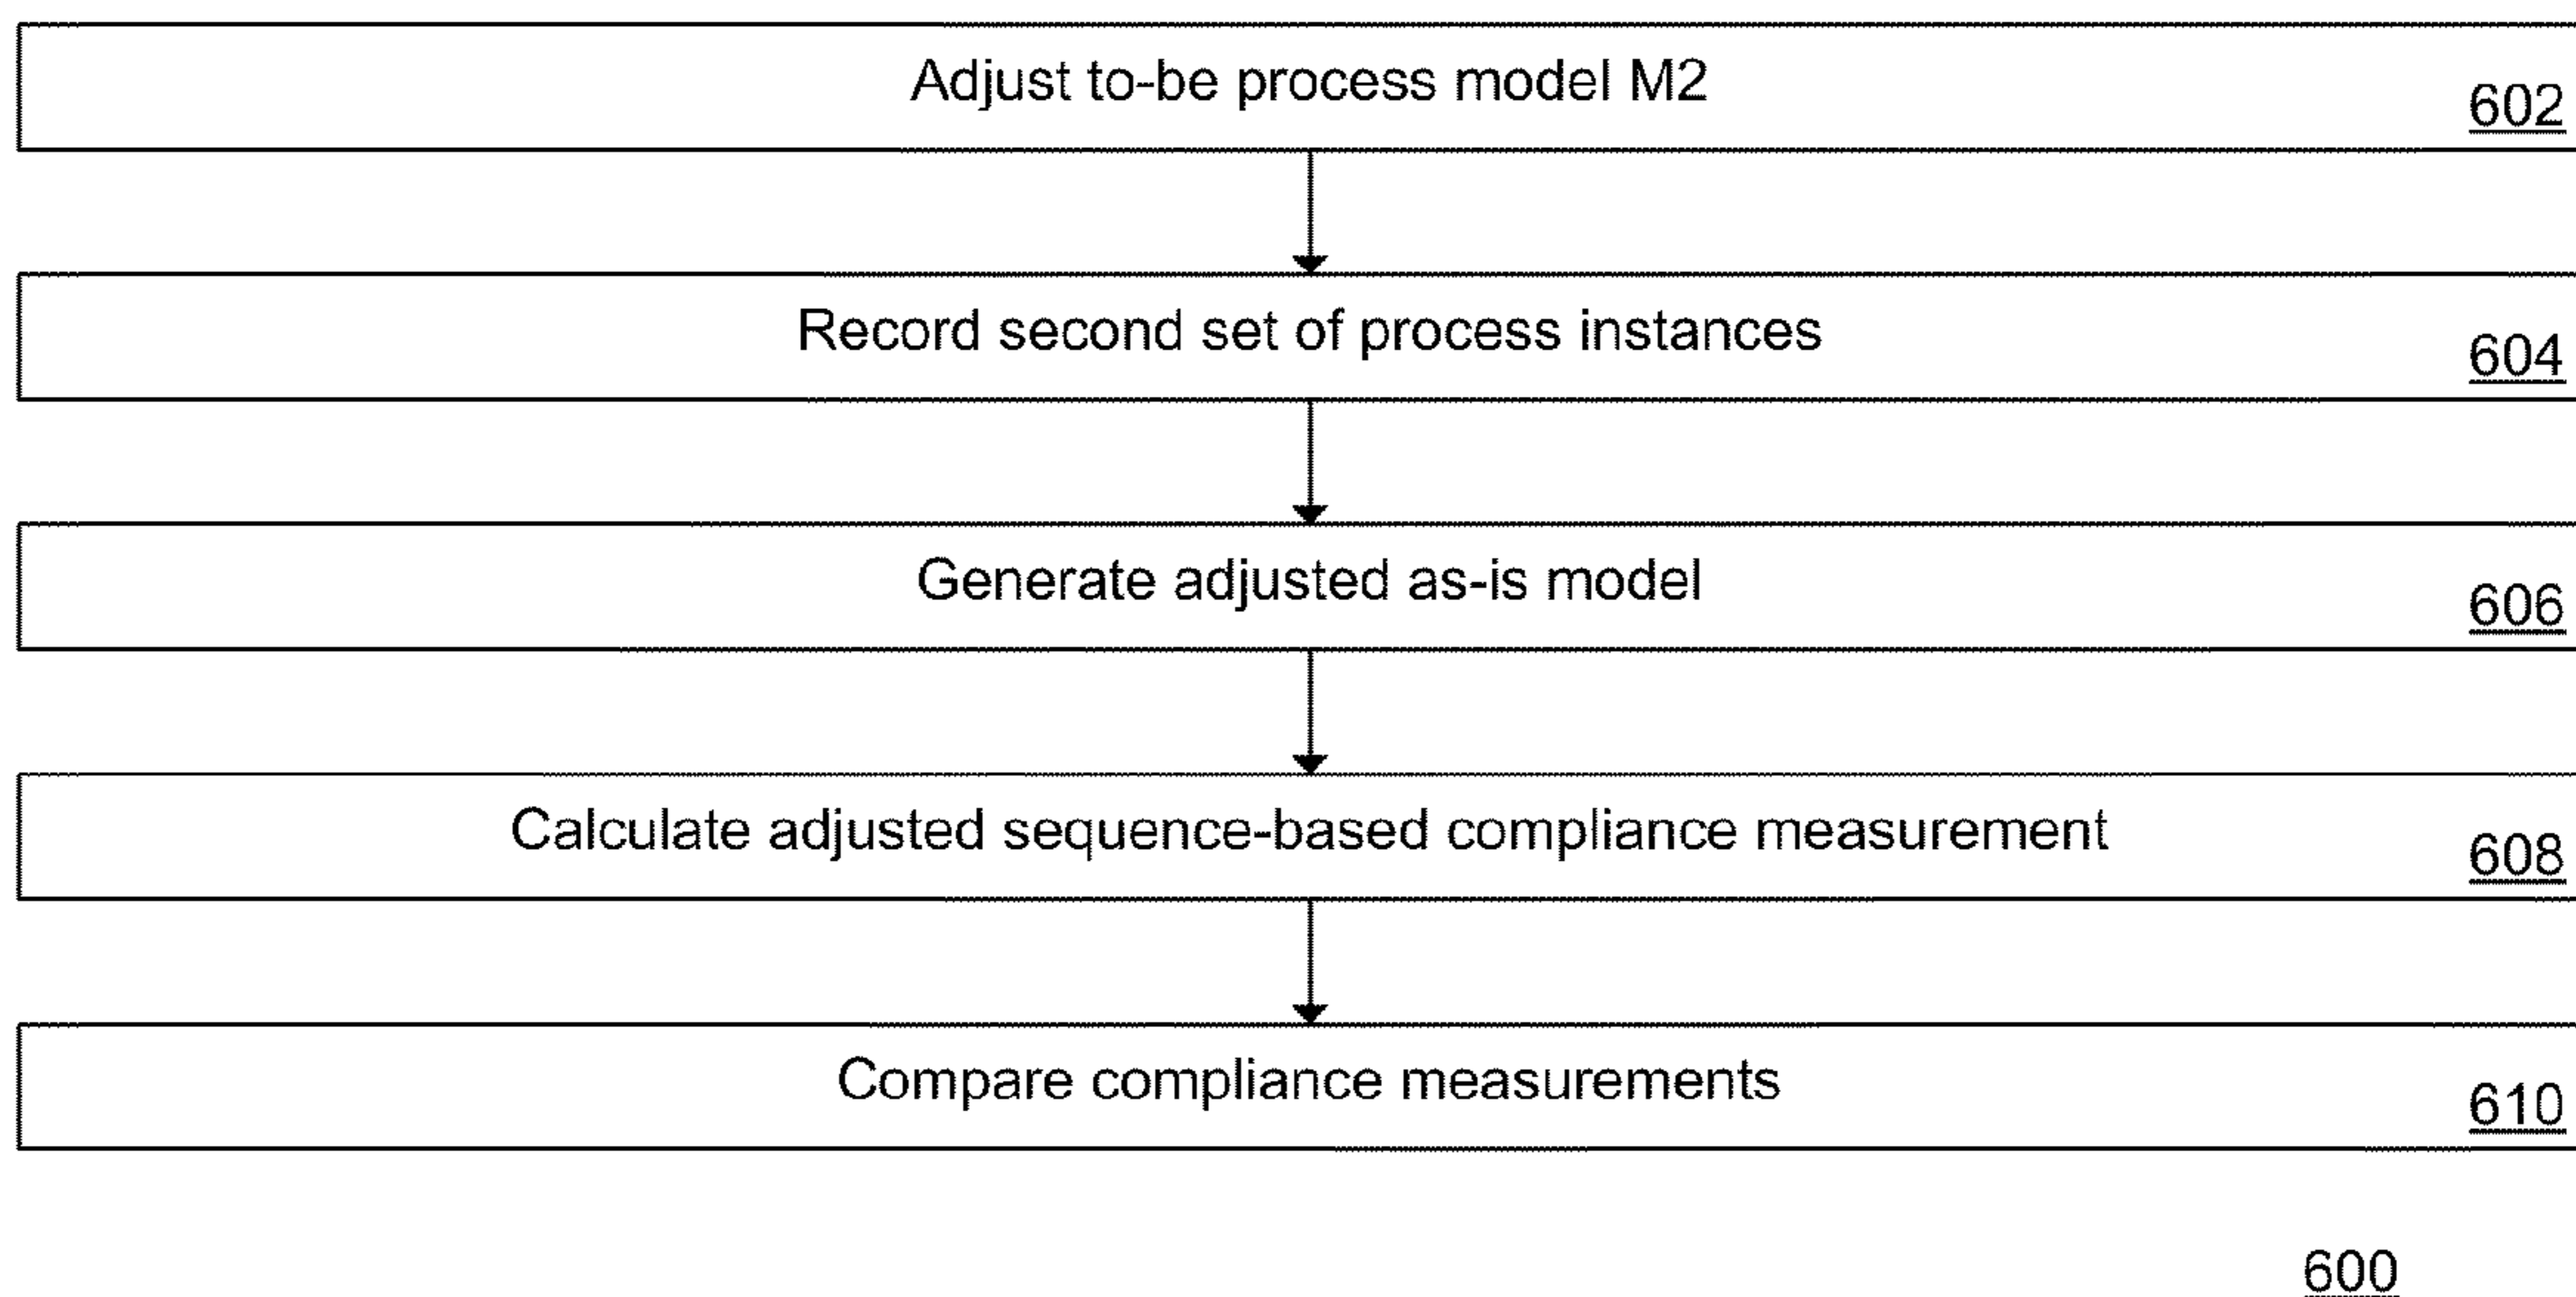 Adjust to-be process model M2
602
Record second set of process instances
604
Generate adjusted as-is model
606
Calculate adjusted sequence-based compliance measurement
608
Compare compliance measurements
610
600